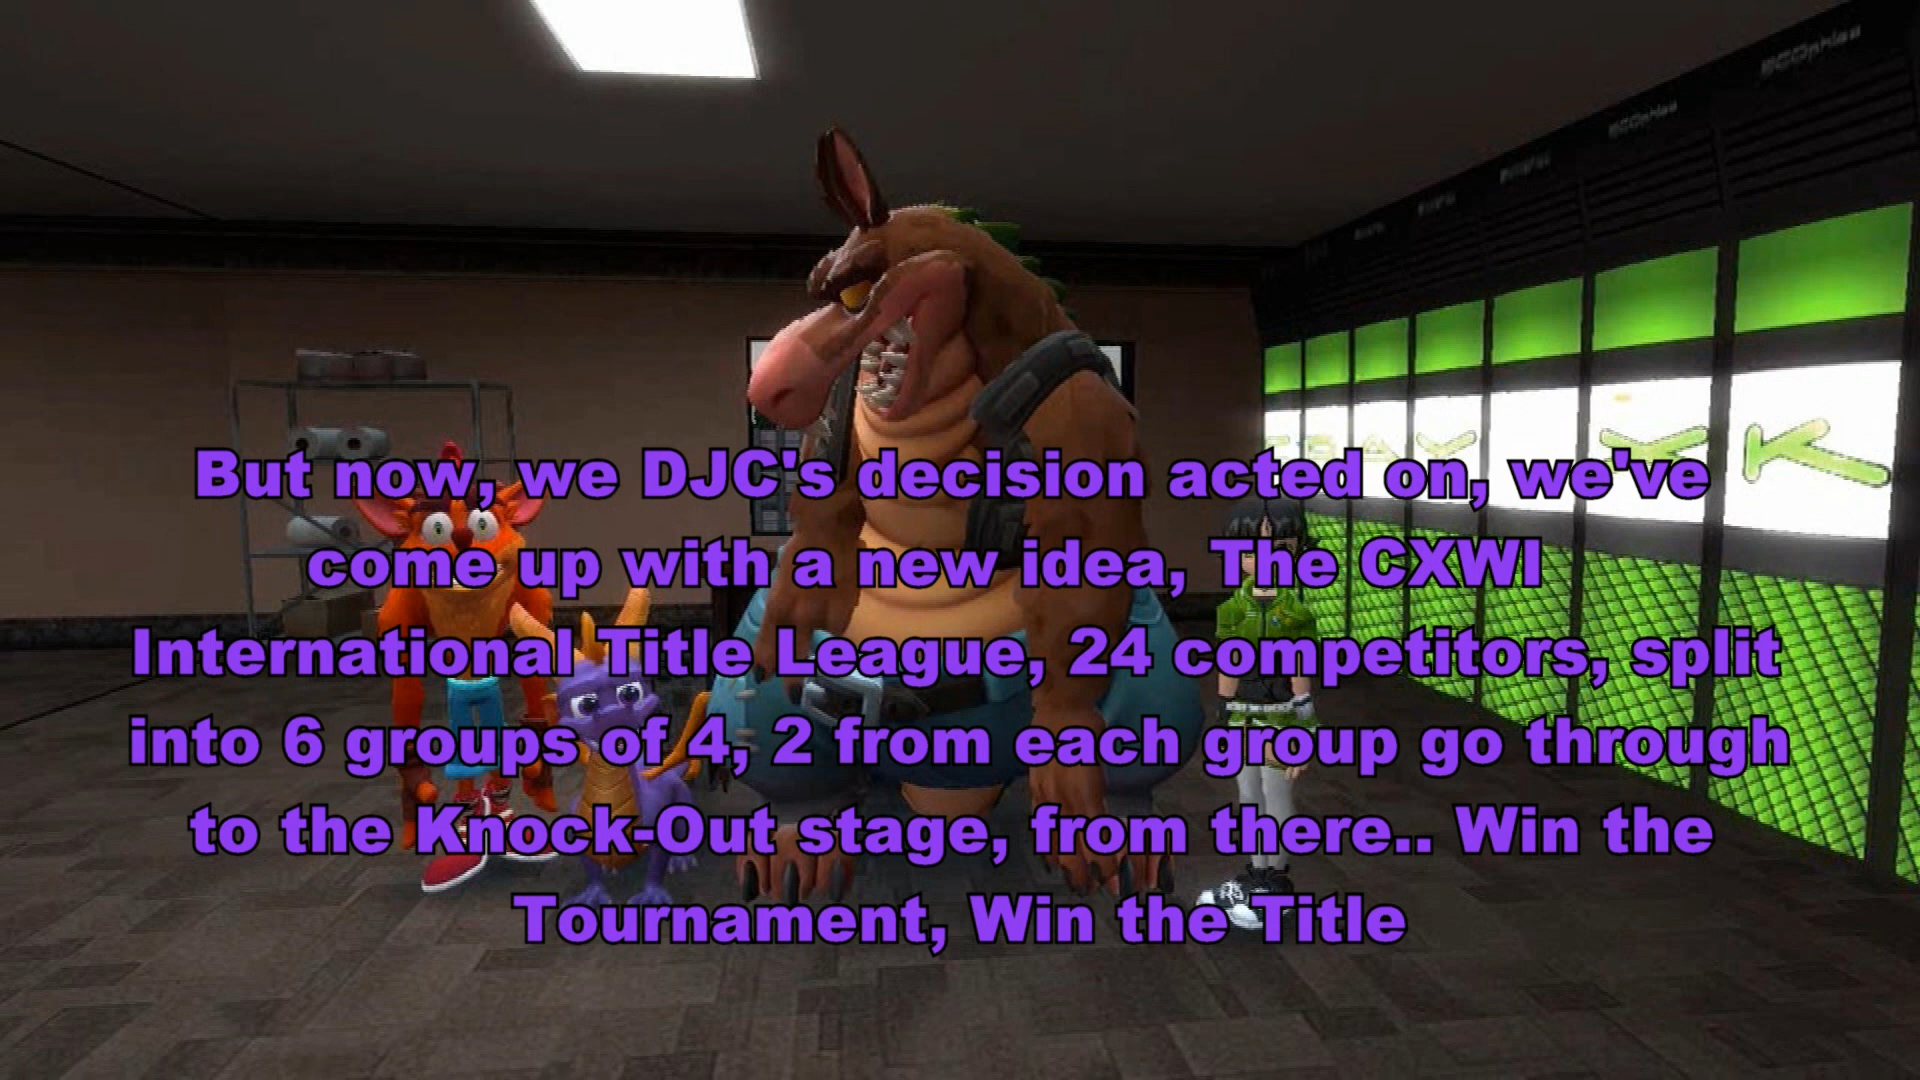 But now, we DJC's decision acted on, we've
come up with a new idea, The CXWI
International Title League, 24 competitors, split
into 6 groups of 4, 2 from each group go through
to the Knock-Out stage, from there.. Win the
Tournament, Win the Title